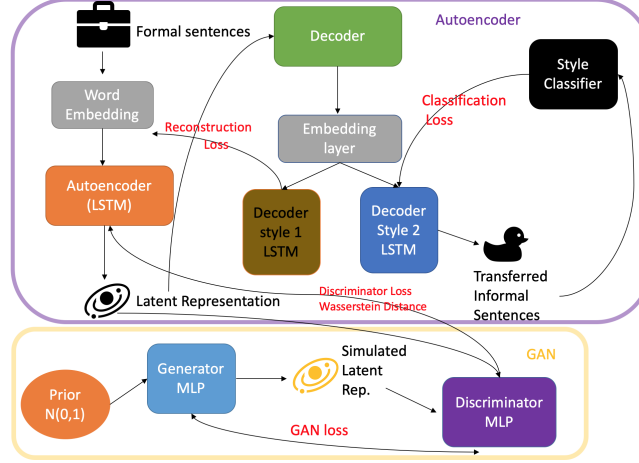 Autoencoder
Formal sentences
Decoder
Style
Classifier
Word
Embedding
Classification
Loss
Reconstruction
Loss
Embedding
layer
Autoencoder
(LSTM)
Decoder
style 1
LSTM
Decoder
Style 2
LSTM
Transferred
Informal
Sentences
Latent Representation
Discriminator Loss
Wasserstein Distance
GAN
Simulated
Latent
Rep.
Generator
MLP
Prior
N(0,1)
Discriminator
MLP
GAN loss